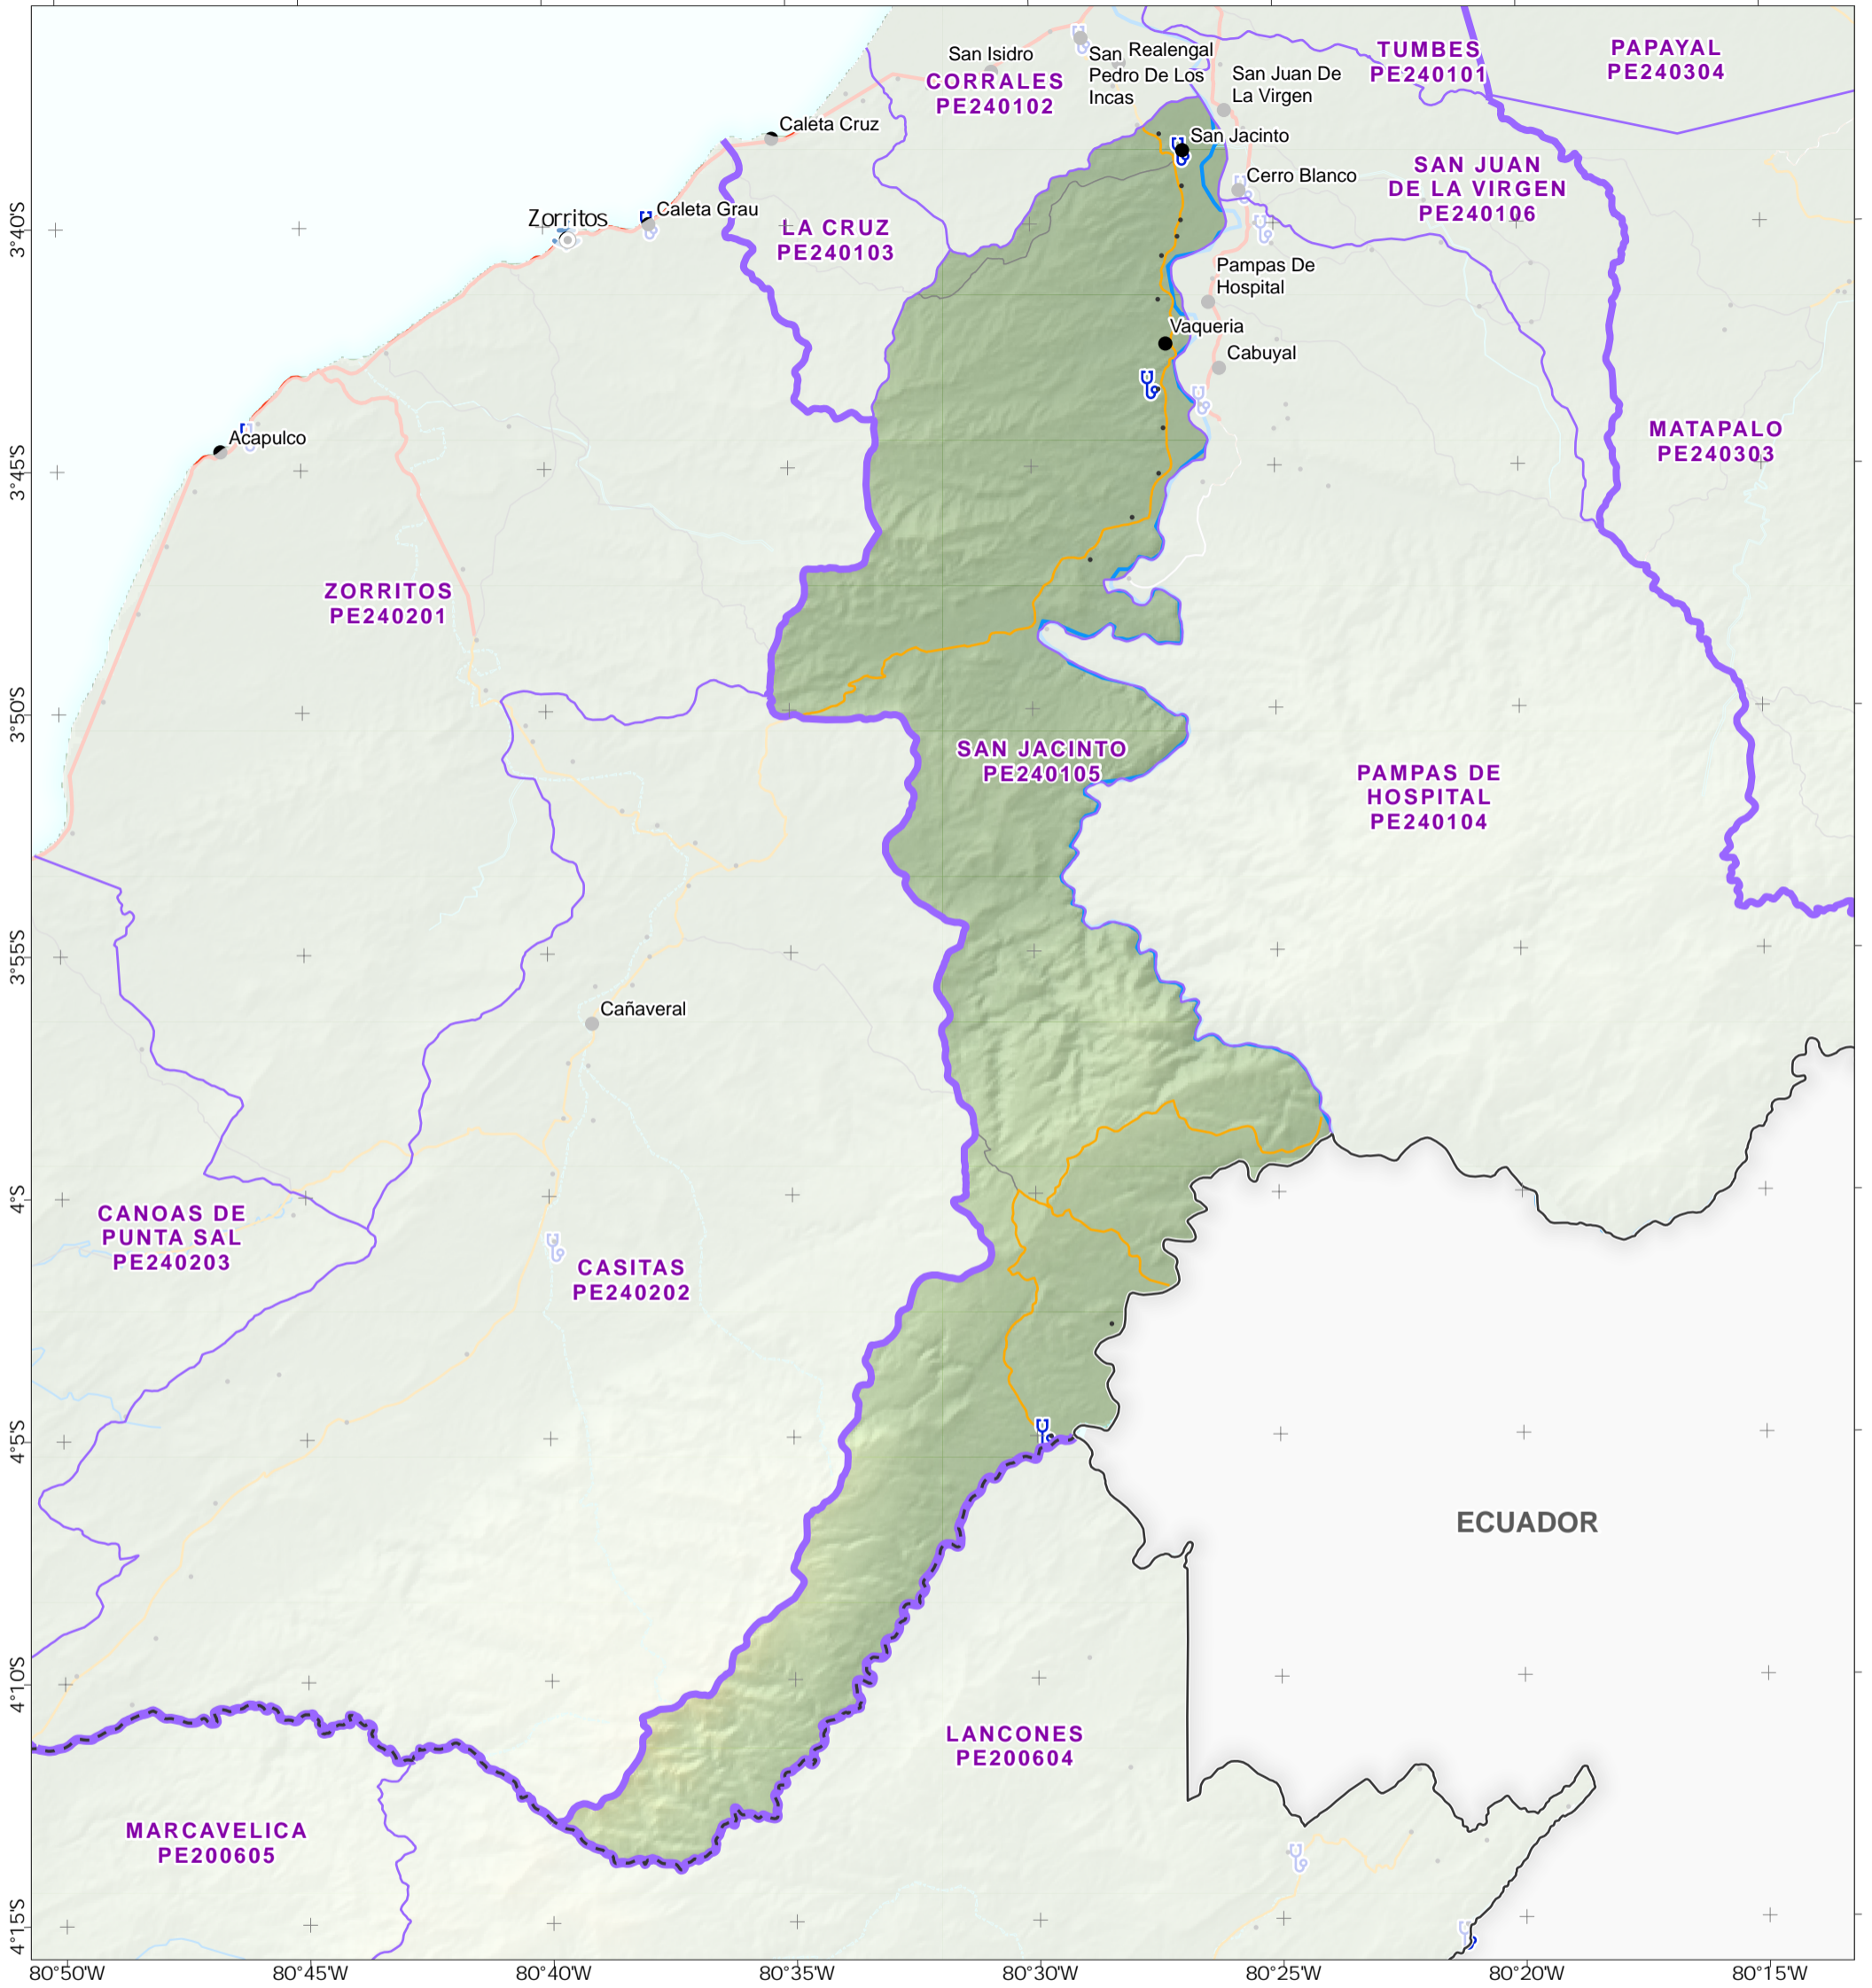 TUMBES
PE240101
PAPAYAL
PE240304
San Isidro
San
Pedro De Los
Incas
Realengal
CORRALES
PE240102
San Juan De
La Virgen
Caleta Cruz
San Jacinto
SAN JUAN
DE LA VIRGEN
PE240106
Cerro Blanco
Caleta Grau
Zorritos
LA CRUZ
PE240103
Pampas De
Hospital
Vaqueria
Cabuyal
Acapulco
MATAPALO
PE240303
ZORRITOS
PE240201
SAN JACINTO
PE240105
PAMPAS DE
HOSPITAL
PE240104
Cañaveral
CANOAS DE
PUNTA SAL
PE240203
CASITAS
PE240202
ECUADOR
LANCONES
PE200604
MARCAVELICA
PE200605
3°40'S
3°45'S
3°50'S
3°55'S
4°S
4°5'S
4°10'S
4°15'S
80°50'W
80°45'W
80°40'W
80°35'W
80°30'W
80°25'W
80°20'W
80°15'W